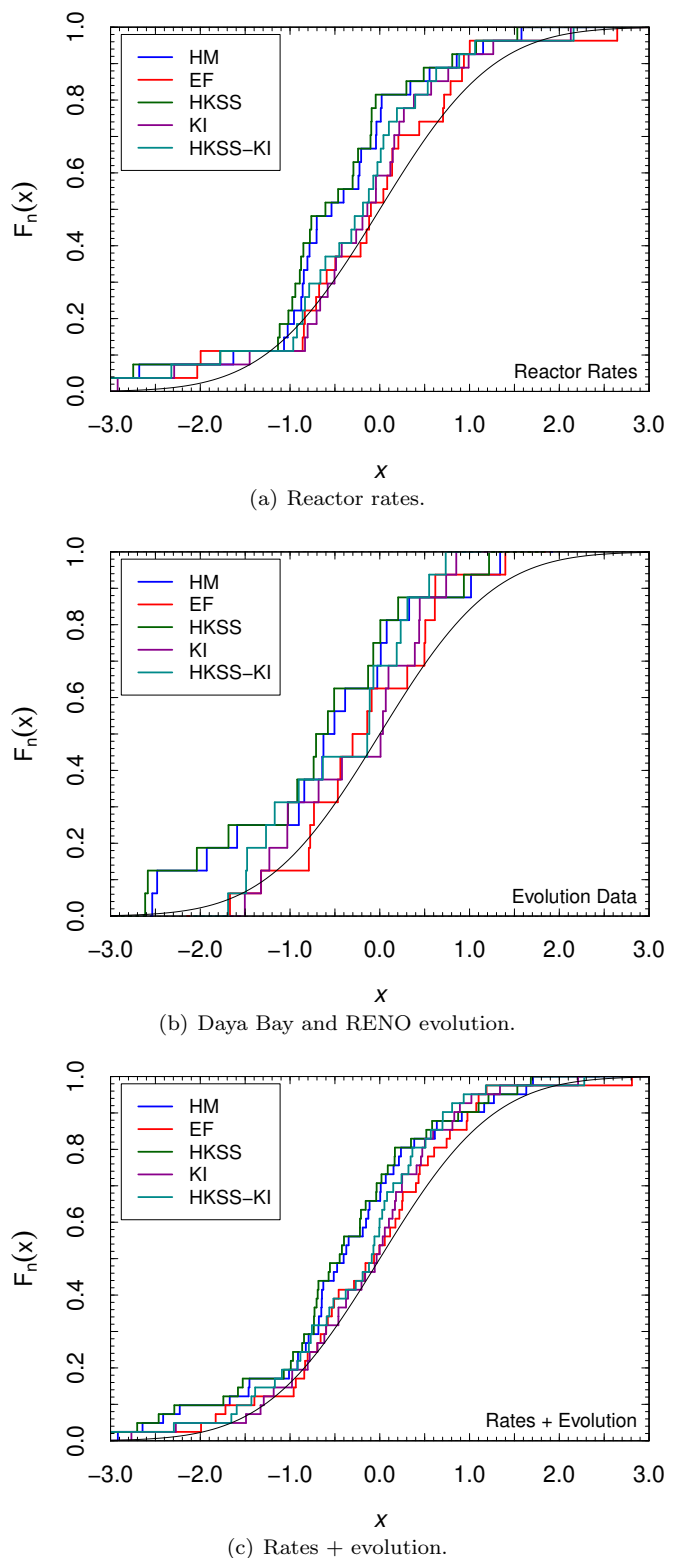 HM
EF
HKSS
KI
HKSS−KI
Fn(x)
0.0 0.2 0.4 0.6 0.8 1.0
Reactor Rates
−3.0 −2.0 −1.0 0.0 1.0 2.0 3.0
x
(a) Reactor rates.
HM
EF
HKSS
KI
HKSS−KI
Fn(x)
0.0 0.2 0.4 0.6 0.8 1.0
Evolution Data
−3.0 −2.0 −1.0 0.0 1.0 2.0 3.0
x
(b) Daya Bay and RENO evolution.
HM
EF
HKSS
KI
HKSS−KI
Fn(x)
0.0 0.2 0.4 0.6 0.8 1.0
Rates + Evolution
−3.0 −2.0 −1.0 0.0 1.0 2.0 3.0
x
(c) Rates + evolution.